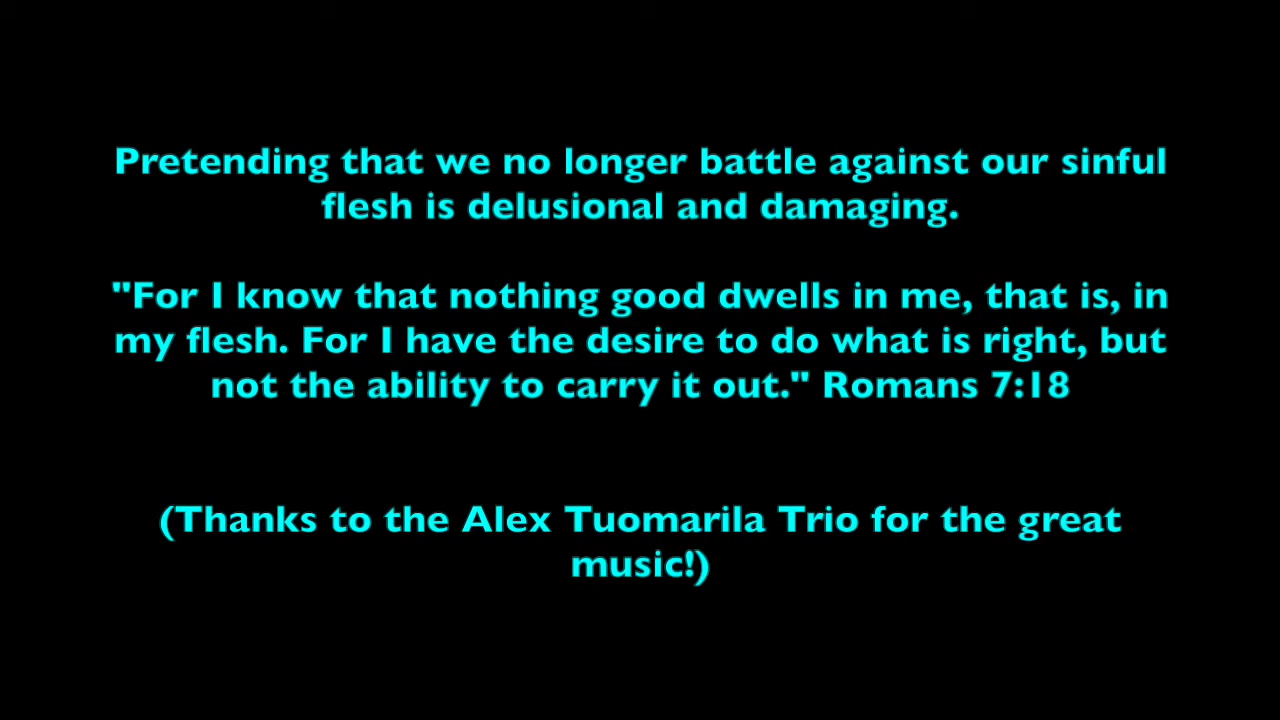 Pretending that we no longer battle against our sinful
flesh is delusional and damaging.
"For I know that nothing good dwells in me, that is, in
my flesh. For I have the desire to do what is right, but
not the ability to carry it out." Romans 7:18
(Thanks to the Alex Tuomarila Trio for the great
music!)